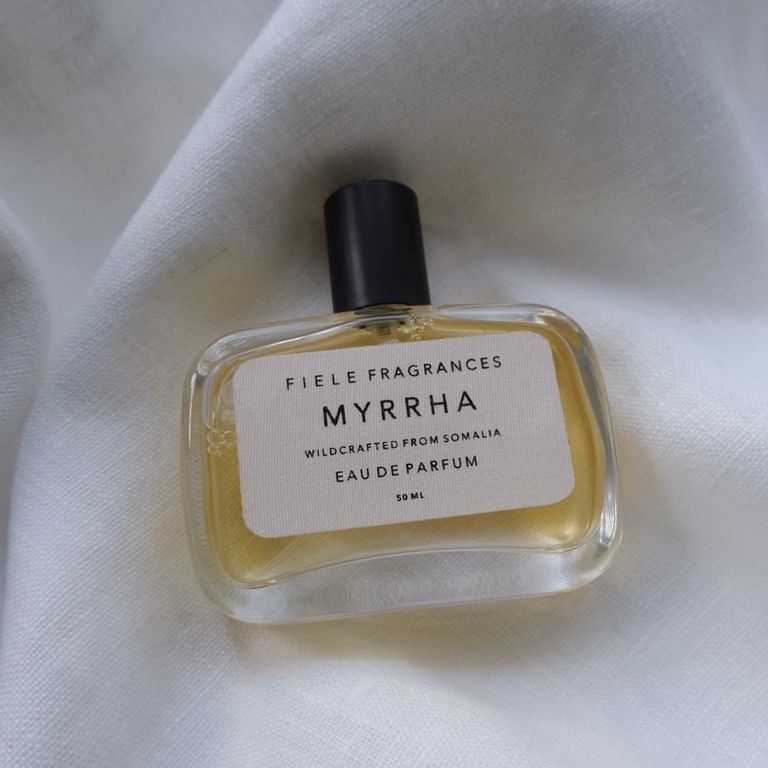 FIELE FRAGRANCES
MYRRHA
WILDCRAFTED FROM SOMALIA
EAU DE PARFUM
50 ML